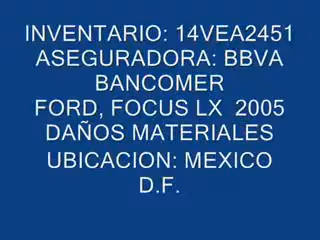 INVENTARIO: 14VEA2451
ASEGURADORA: BBVA
BANCOMER
FORD, FOCUS LX  2005
DAÑOS MATERIALES
UBICACION: MEXICO
D.F.